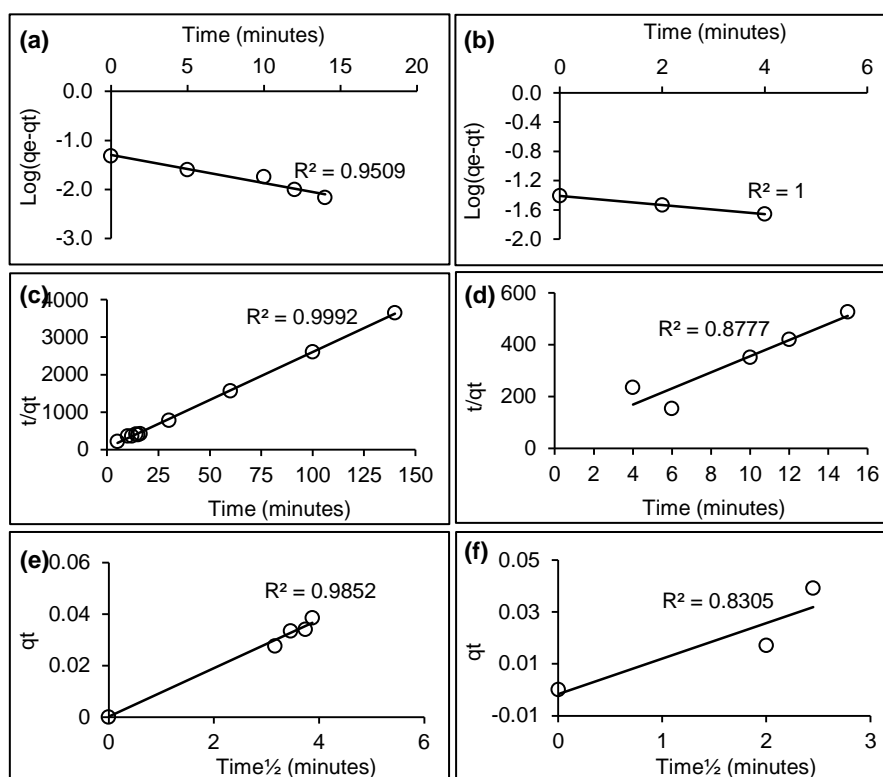 (a)
Time (minutes)
0 5 10 15 20
0.0
-1.0
-2.0
-3.0
Log(qe-qt)
R² = 0.9509
(b)
Time (minutes)
0 2 4 6
0.0
-0.4
-0.8
-1.2
-1.6
-2.0
Log(qe-qt)
R² = 1
(c)
4000
3000
2000
1000
0
t/qt
R² = 0.9992
0 25 50 75 100 125 150
Time (minutes)
(d)
600
400
200
0
t/qt
R² = 0.8777
0 2 4 6 8 10 12 14 16
Time (minutes)
(e)
0.06
0.04
0.02
0
qt
R² = 0.9852
0 2 4 6
Time½ (minutes)
(f)
0.05
0.03
0.01
-0.01
qt
R² = 0.8305
0 1 2 3
Time½ (minutes)